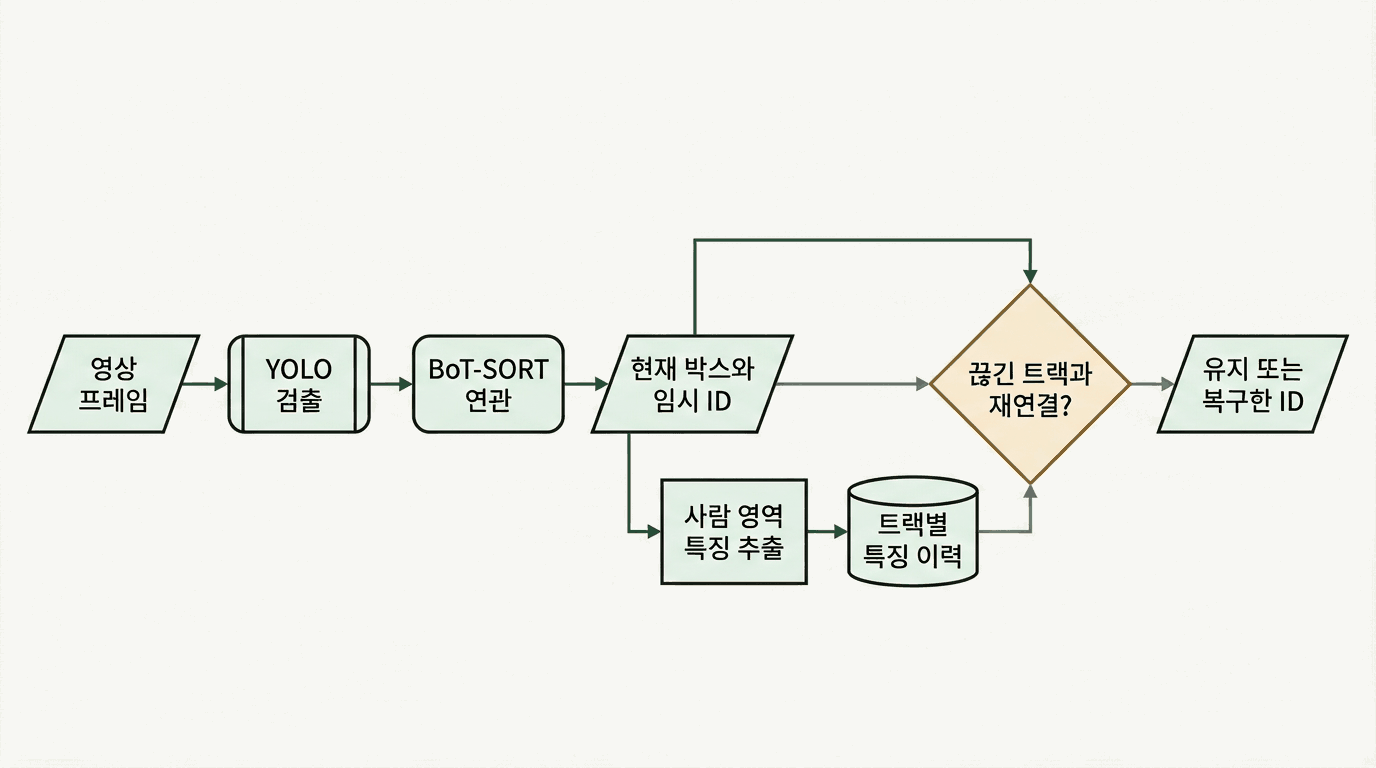 영상
프레임
YOLO
검출
BoT-SORT
연관
현재 박스와
임시 ID
끊긴 트랙과
재연결?
유지 또는
복구한 ID
사람 영역
특징 추출
트랙별
특징 이력